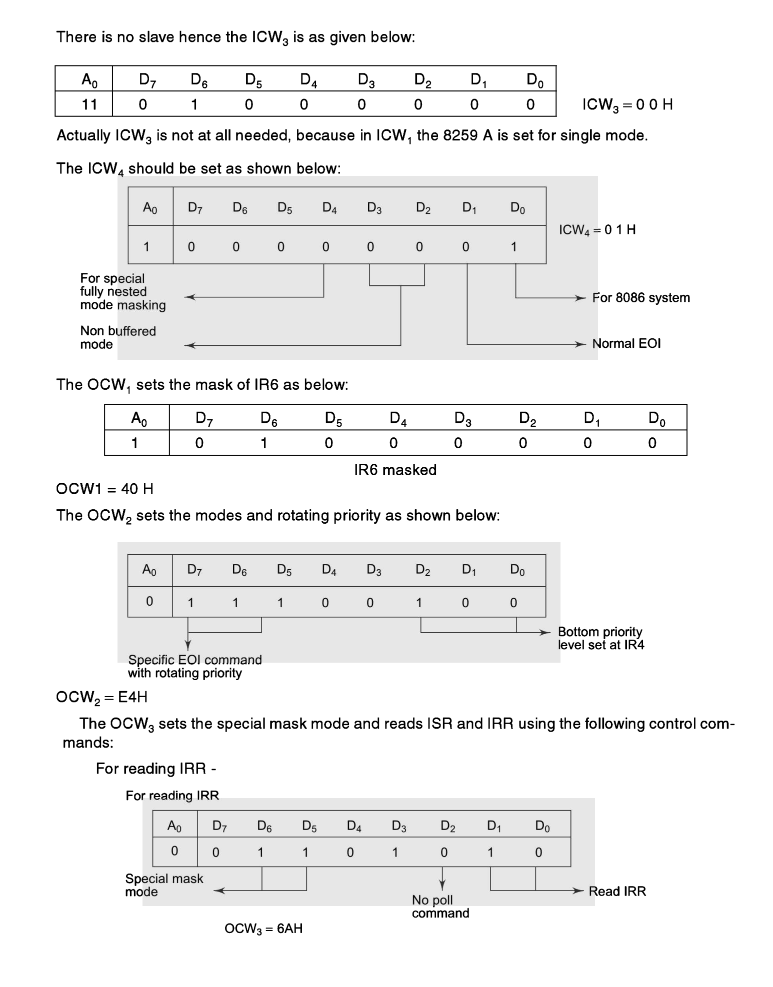 There is no slave hence the ICW3 is as given below:
A0 D7 D6 D5 D4 D3 D2 D1 D0
11 0 1 0 0 0 0 0 0 ICW3 = 0 0 H
Actually ICW3 is not at all needed, because in ICW1 the 8259 A is set for single mode.
The ICW4 should be set as shown below:
A0 D7 D6 D5 D4 D3 D2 D1 D0
ICW4 = 0 1 H
1 0 0 0 0 0 0 0 1
For special
fully nested
mode masking
For 8086 system
Non buffered
mode
Normal EOI
The OCW1 sets the mask of IR6 as below:
A0 D7 D6 D5 D4 D3 D2 D1 D0
1 0 1 0 0 0 0 0 0
IR6 masked
OCW1 = 40 H
The OCW2 sets the modes and rotating priority as shown below:
A0 D7 D6 D5 D4 D3 D2 D1 D0
0 1 1 1 0 0 1 0 0
Bottom priority
level set at IR4
Specific EOI command
with rotating priority
OCW2 = E4H
The OCW3 sets the special mask mode and reads ISR and IRR using the following control com-
mands:
For reading IRR -
For reading IRR
A0 D7 D6 D5 D4 D3 D2 D1 D0
0 0 1 1 0 1 0 1 0
Special mask
mode
No poll
command
Read IRR
OCW3 = 6AH